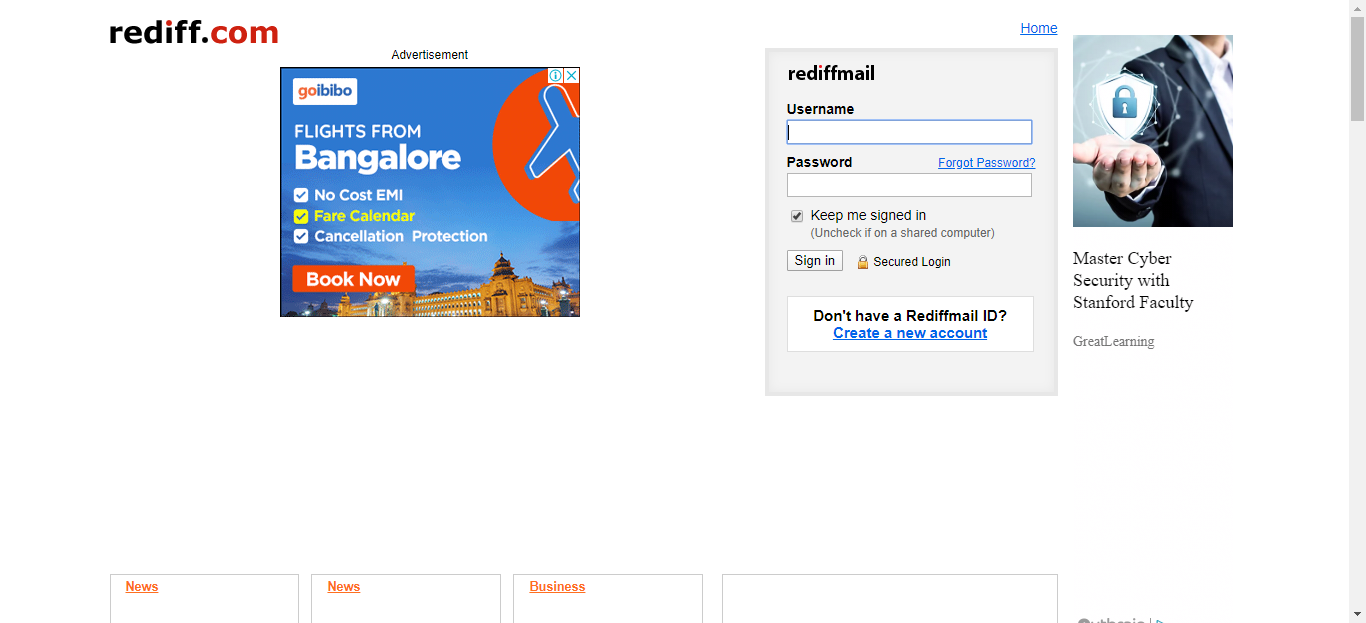 rediff.com
Home
Advertisement
goibibo
FLIGHTS FROM
Bangalore
No Cost EMI
Fare Calendar
Cancellation Protection
Book Now
rediffmail
Username
Password
Forgot Password?
Keep me signed in
(Uncheck if on a shared computer)
Sign in
Secured Login
Don't have a Rediffmail ID?
Create a new account
Master Cyber
Security with
Stanford Faculty
GreatLearning
News
News
Business